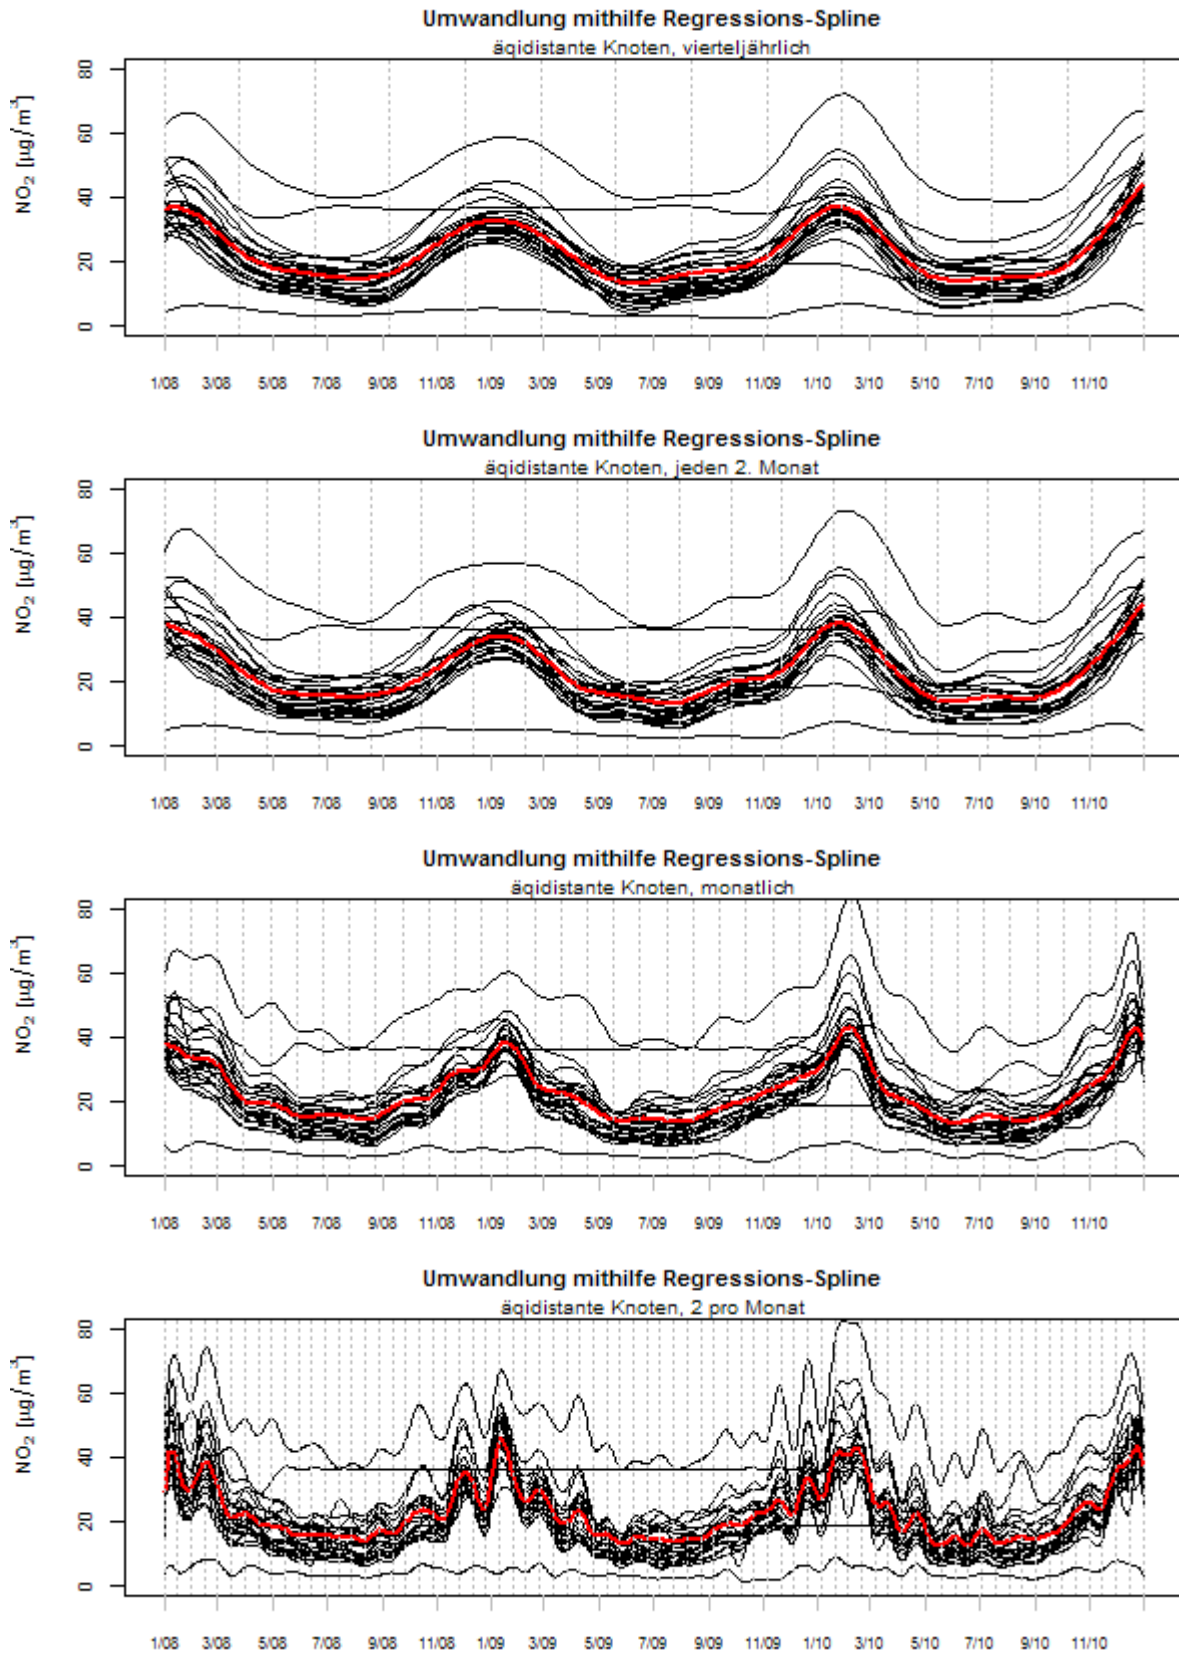 Umwandlung mithilfe Regressions-Spline
äqidistante Knoten, vierteljährlich
NO₂ [µg/m³]
80
60
40
20
0
1/08 3/08 5/08 7/08 9/08 11/08 1/09 3/09 5/09 7/09 9/09 11/09 1/10 3/10 5/10 7/10 9/10 11/10
Umwandlung mithilfe Regressions-Spline
äqidistante Knoten, jeden 2. Monat
NO₂ [µg/m³]
80
60
40
20
0
1/08 3/08 5/08 7/08 9/08 11/08 1/09 3/09 5/09 7/09 9/09 11/09 1/10 3/10 5/10 7/10 9/10 11/10
Umwandlung mithilfe Regressions-Spline
äqidistante Knoten, monatlich
NO₂ [µg/m³]
80
60
40
20
0
1/08 3/08 5/08 7/08 9/08 11/08 1/09 3/09 5/09 7/09 9/09 11/09 1/10 3/10 5/10 7/10 9/10 11/10
Umwandlung mithilfe Regressions-Spline
äqidistante Knoten, 2 pro Monat
NO₂ [µg/m³]
80
60
40
20
0
1/08 3/08 5/08 7/08 9/08 11/08 1/09 3/09 5/09 7/09 9/09 11/09 1/10 3/10 5/10 7/10 9/10 11/10